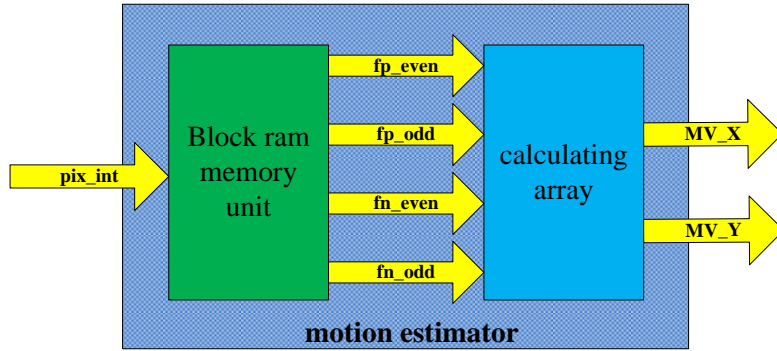 fp_even
fp_odd
Block ram
memory
unit
calculating
array
MV_X
pix_int
fn_even
MV_Y
fn_odd
motion estimator